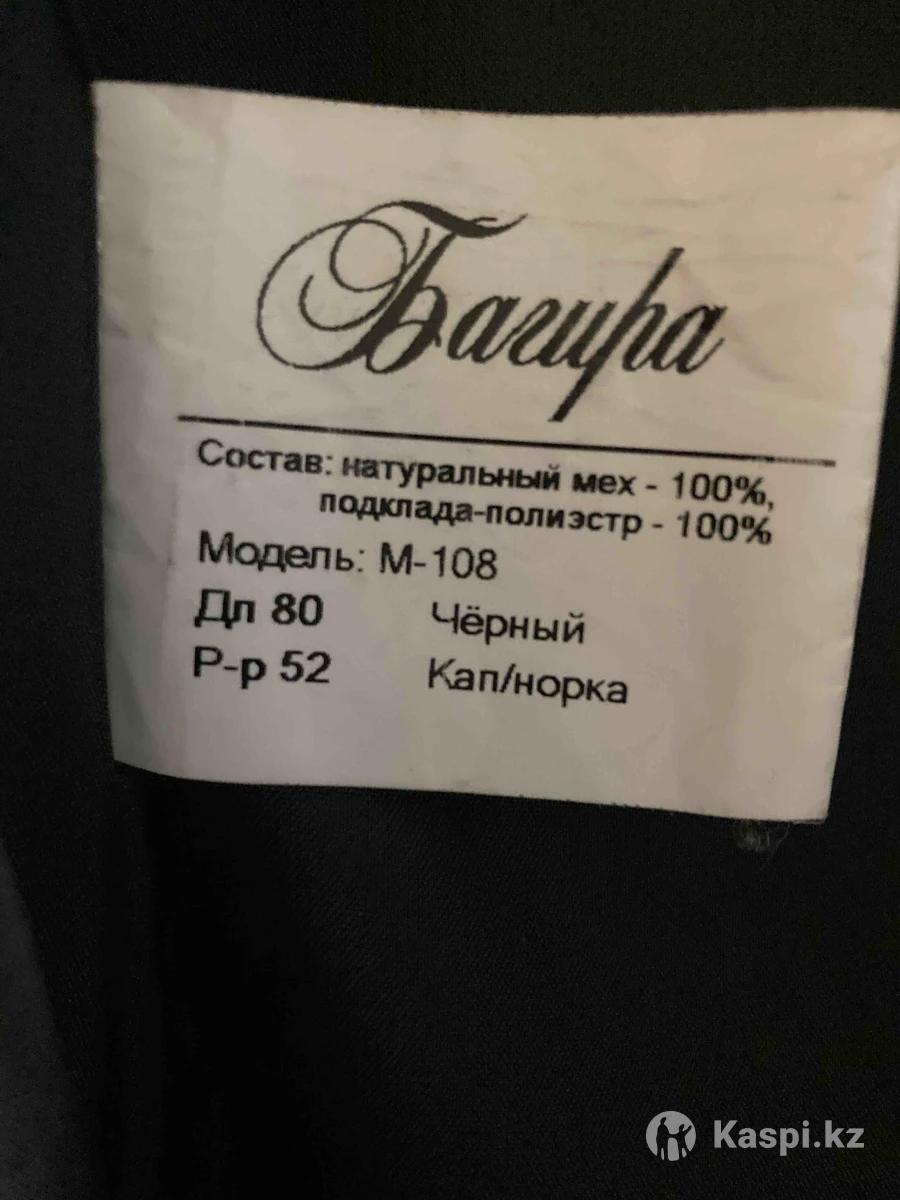 Багира
Состав: натуральный мех - 100%,
подклада-полиэстр - 100%
Модель: М-108
Дл 80 Чёрный
Р-р 52 Кап/норка
Kaspi.kz